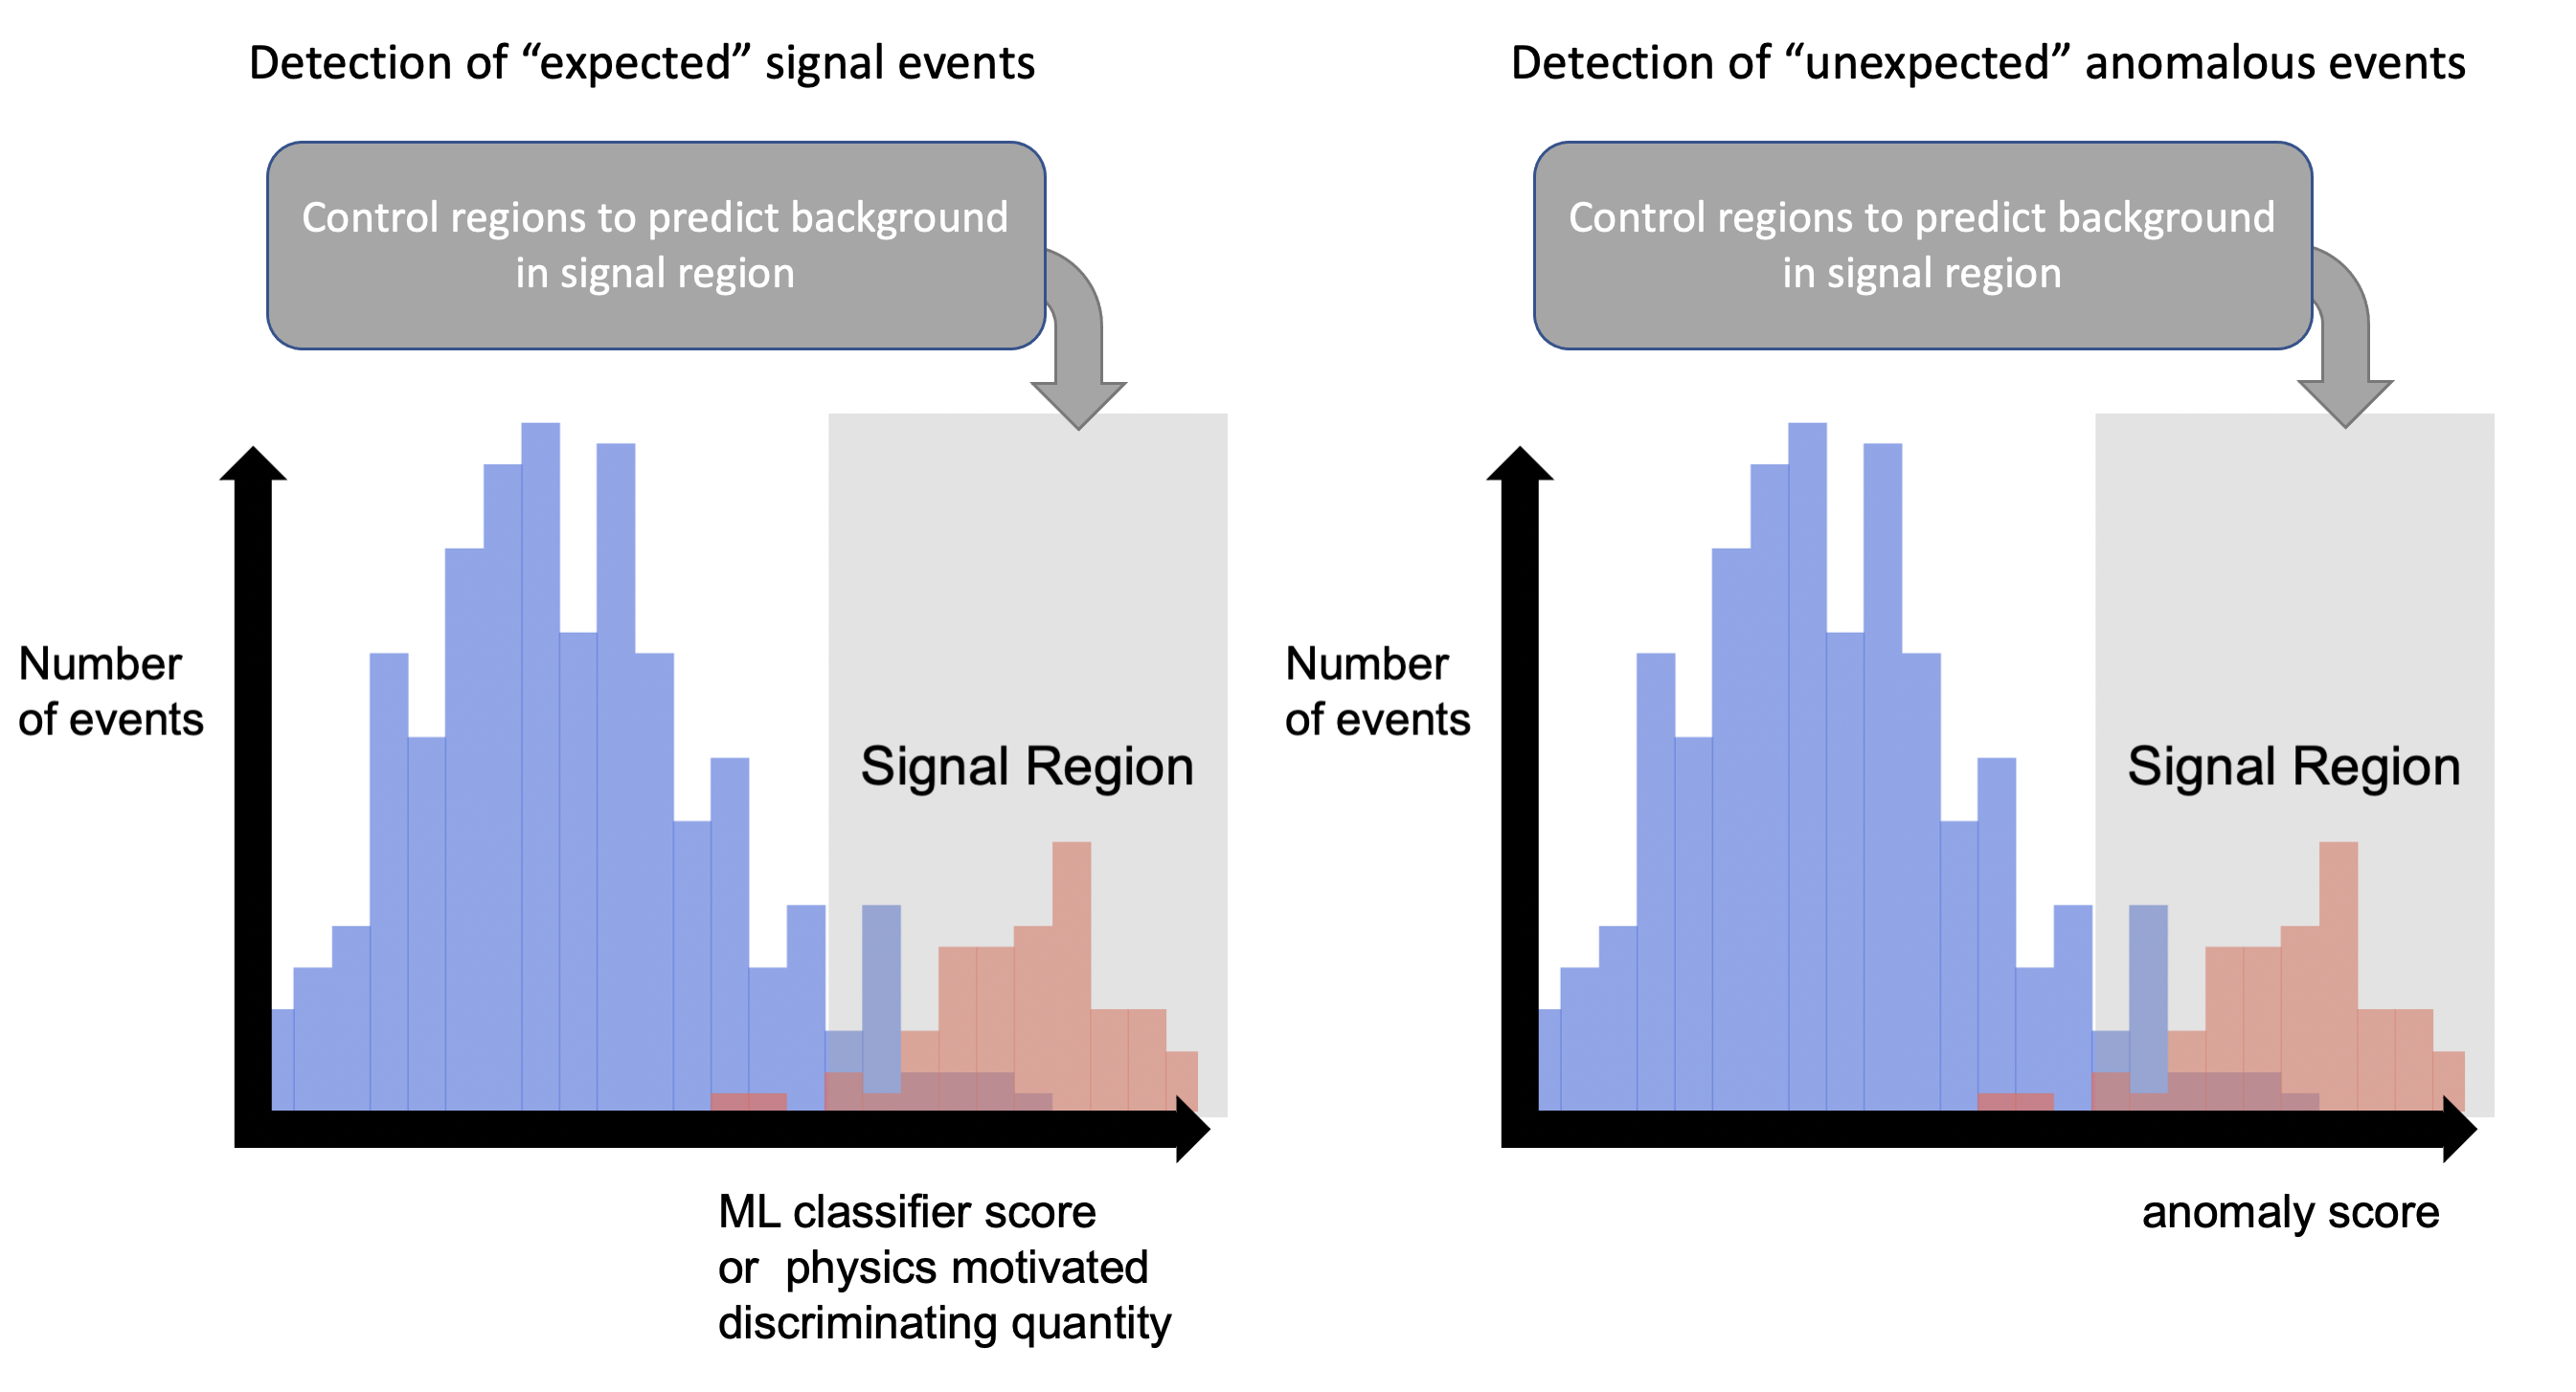 Detection of “expected” signal events
Control regions to predict background
in signal region
Number
of events
Signal Region
ML classifier score
or  physics motivated
discriminating quantity
Detection of “unexpected” anomalous events
Control regions to predict background
in signal region
Number
of events
Signal Region
anomaly score